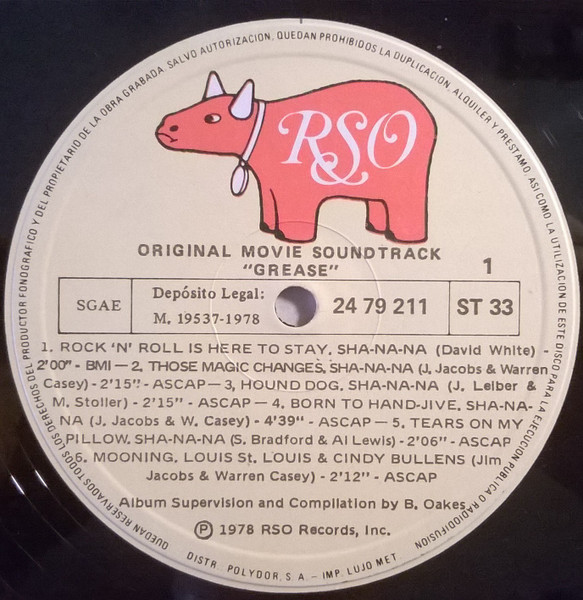 QUEDAN RESERVADOS TODOS LOS DERECHOS DEL PRODUCTOR FONOGRAFICO Y DEL PROPIETARIO DE LA OBRA GRABADA. SALVO AUTORIZACION, QUEDAN PROHIBIDOS LA DUPLICACION, ALQUILER Y PRESTAMO, ASI COMO LA UTILIZACION DE ESTE DISCO PARA LA EJECUCION PUBLICA O RADIODIFUSION
RSO
ORIGINAL MOVIE SOUNDTRACK
"GREASE"
1
SGAE
Depósito Legal:
M. 19537-1978
24 79 211
ST 33
1. ROCK 'N' ROLL IS HERE TO STAY. SHA-NA-NA (David White) -
2'00" - BMI — 2, THOSE MAGIC CHANGES. SHA-NA-NA (J. Jacobs & Warren
Casey) - 2'15" - ASCAP — 3, HOUND DOG. SHA-NA-NA (J. Leiber &
M. Stoller) - 2'15" - ASCAP — 4. BORN TO HAND-JIVE. SHA-NA-
NA (J. Jacobs & W. Casey) - 4'39" - ASCAP — 5. TEARS ON MY
PILLOW. SHA-NA-NA (S. Bradford & Al Lewis) - 2'06" - ASCAP
6. MOONING. LOUIS St. LOUIS & CINDY BULLENS (Jim
Jacobs & Warren Casey) - 2'12" - ASCAP
Album Supervision and Compilation by B. Oakes
Ⓟ 1978 RSO Records, Inc.
DISTR. POLYDOR, S. A. — IMP. LUJO MET.